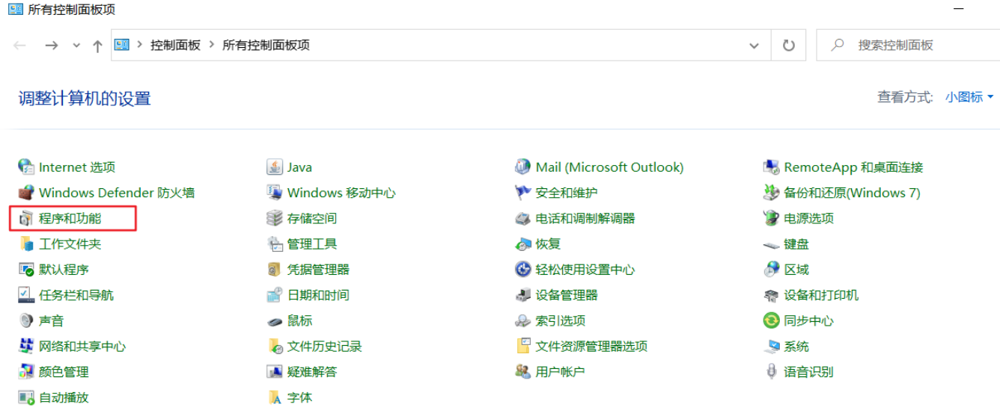 所有控制面板项
控制面板 > 所有控制面板项
搜索控制面板
调整计算机的设置
查看方式: 小图标
Internet 选项 Java Mail (Microsoft Outlook) RemoteApp 和桌面连接
Windows Defender 防火墙 Windows 移动中心 安全和维护 备份和还原(Windows 7)
程序和功能 存储空间 电话和调制解调器 电源选项
工作文件夹 管理工具 恢复 键盘
默认程序 凭据管理器 轻松使用设置中心 区域
任务栏和导航 日期和时间 设备管理器 设备和打印机
声音 鼠标 索引选项 同步中心
网络和共享中心 文件历史记录 文件资源管理器选项 系统
颜色管理 疑难解答 用户帐户 语音识别
自动播放 字体